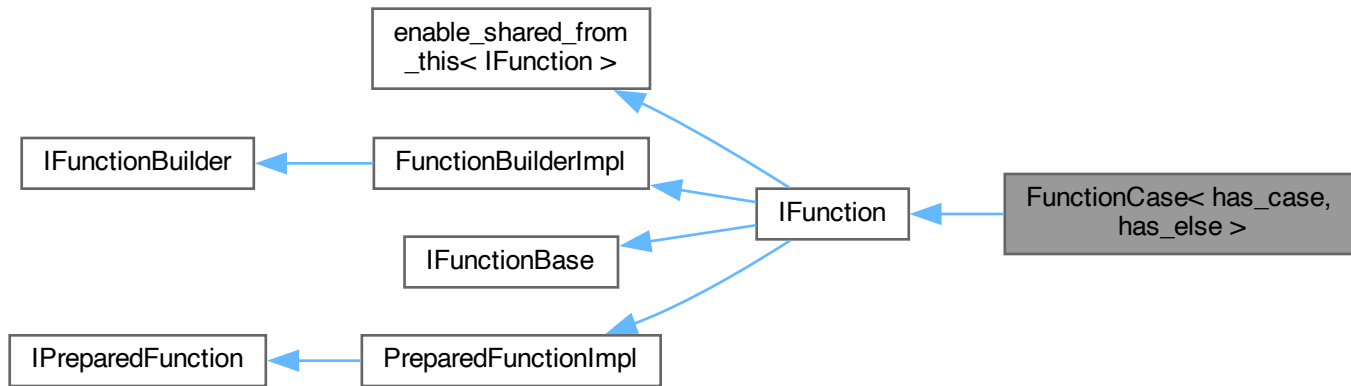 enable_shared_from
_this< IFunction >
IFunctionBuilder
FunctionBuilderImpl
IFunction
FunctionCase< has_case,
has_else >
IFunctionBase
IPreparedFunction
PreparedFunctionImpl